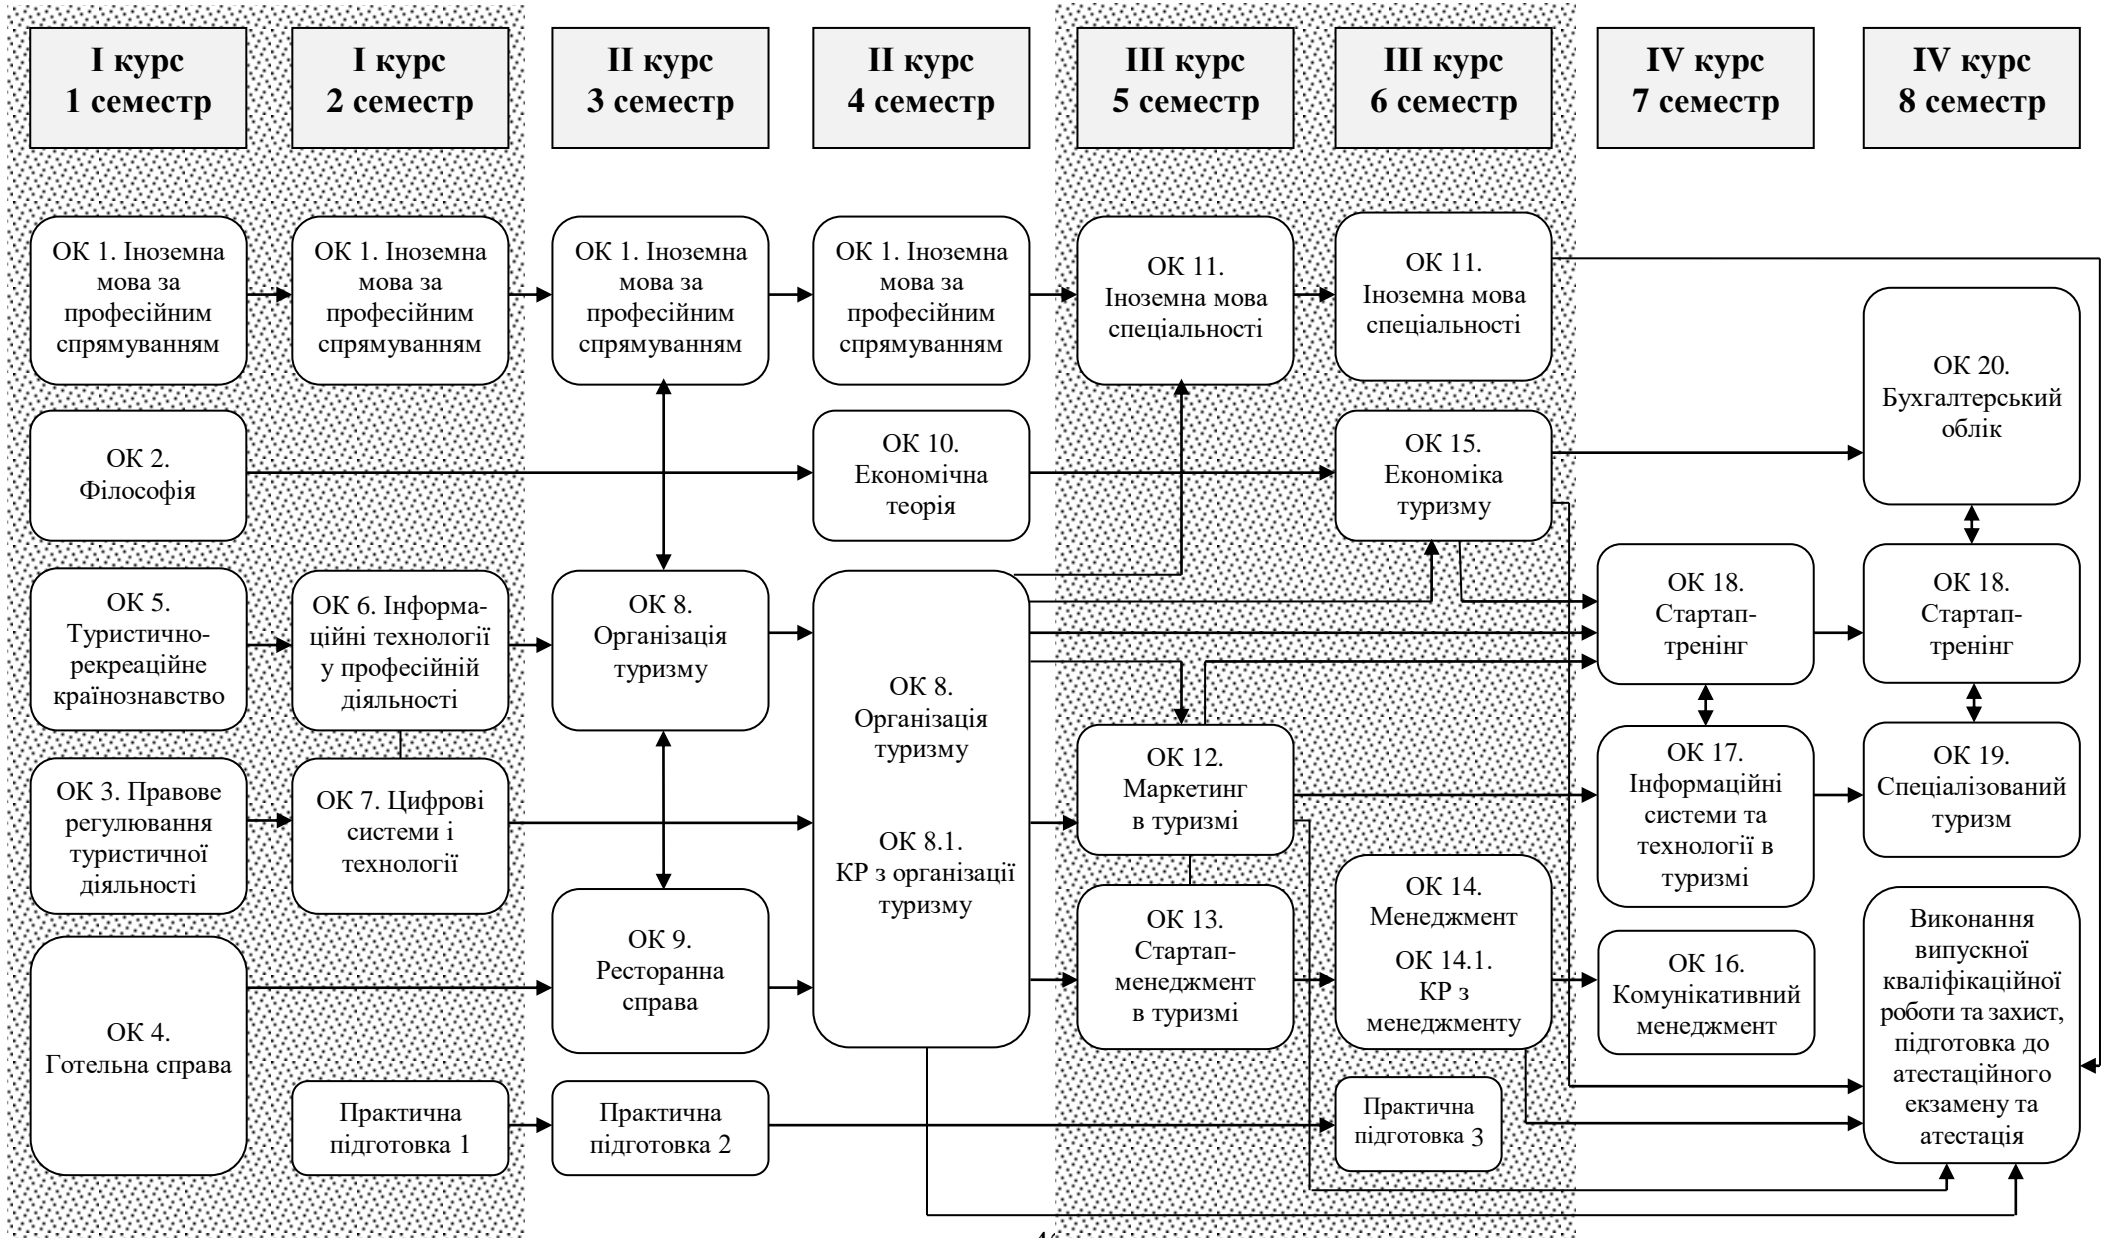 І курс
1 семестр
І курс
2 семестр
ІІ курс
3 семестр
ІІ курс
4 семестр
ІІІ курс
5 семестр
ІІІ курс
6 семестр
IV курс
7 семестр
IV курс
8 семестр
ОК 1. Іноземна
мова за
професійним
спрямуванням
ОК 1. Іноземна
мова за
професійним
спрямуванням
ОК 1. Іноземна
мова за
професійним
спрямуванням
ОК 1. Іноземна
мова за
професійним
спрямуванням
ОК 11.
Іноземна мова
спеціальності
ОК 11.
Іноземна мова
спеціальності
ОК 20.
Бухгалтерський
облік
ОК 2.
Філософія
ОК 10.
Економічна
теорія
ОК 15.
Економіка
туризму
ОК 5.
Туристично-
рекреаційне
країнознавство
ОК 6. Інформа-
ційні технології
у професійній
діяльності
ОК 8.
Організація
туризму
ОК 8.
Організація
туризму
ОК 8.1.
КР з організації
туризму
ОК 18.
Стартап-
тренінг
ОК 18.
Стартап-
тренінг
ОК 3. Правове
регулювання
туристичної
діяльності
ОК 7. Цифрові
системи і
технології
ОК 12.
Маркетинг
в туризмі
ОК 17.
Інформаційні
системи та
технології в
туризмі
ОК 19.
Спеціалізований
туризм
ОК 4.
Готельна справа
ОК 9.
Ресторанна
справа
ОК 13.
Стартап-
менеджмент
в туризмі
ОК 14.
Менеджмент
ОК 14.1.
КР з
менеджменту
ОК 16.
Комунікативний
менеджмент
Виконання
випускної
кваліфікаційної
роботи та захист,
підготовка до
атестаційного
екзамену та
атестація
Практична
підготовка 1
Практична
підготовка 2
Практична
підготовка 3